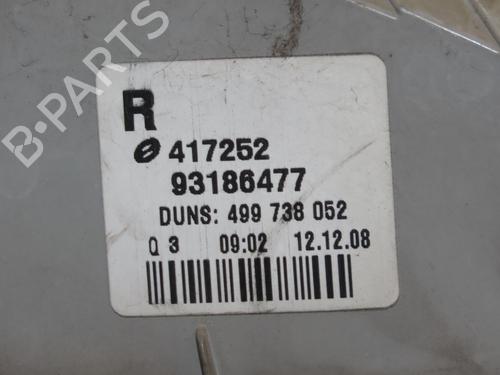 B-PARTS
R
417252
93186477
DUNS: 499 738 052
Q 3 09:02 12.12.08